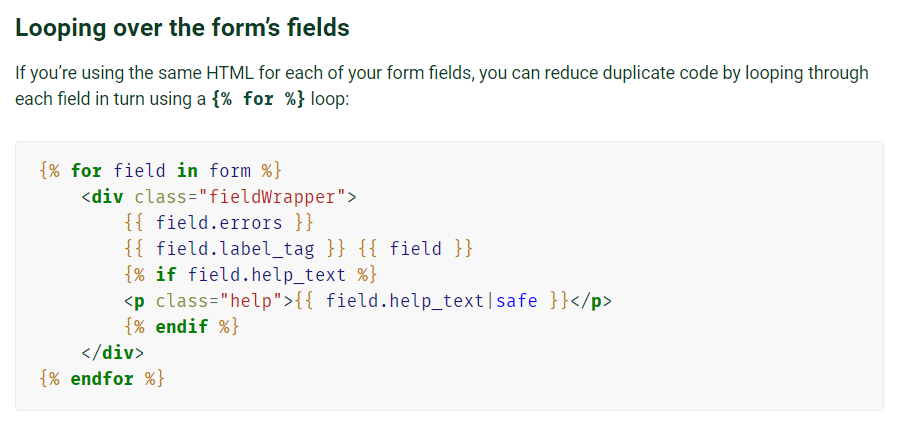 Looping over the form’s fields
If you’re using the same HTML for each of your form fields, you can reduce duplicate code by looping through
each field in turn using a {% for %} loop:
{% for field in form %}
    <div class="fieldWrapper">
        {{ field.errors }}
        {{ field.label_tag }} {{ field }}
        {% if field.help_text %}
        <p class="help">{{ field.help_text|safe }}</p>
        {% endif %}
    </div>
{% endfor %}